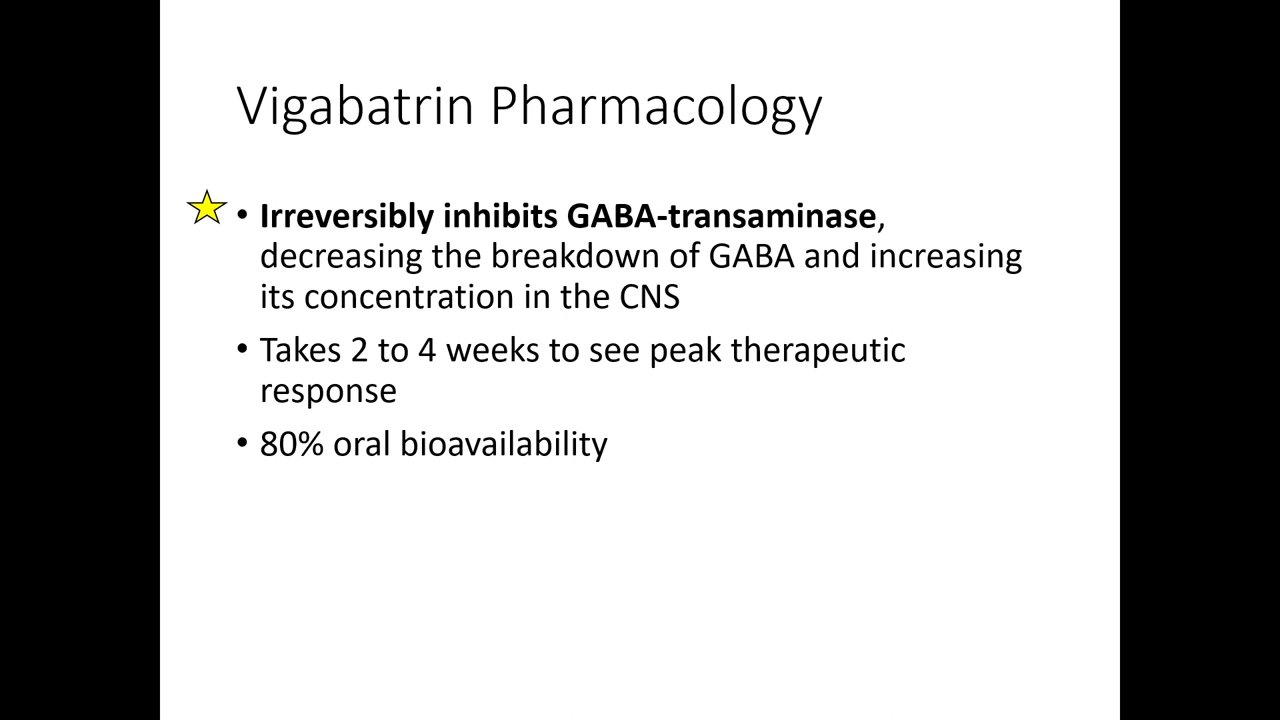 Vigabatrin Pharmacology
• Irreversibly inhibits GABA-transaminase,
decreasing the breakdown of GABA and increasing
its concentration in the CNS
• Takes 2 to 4 weeks to see peak therapeutic
response
• 80% oral bioavailability